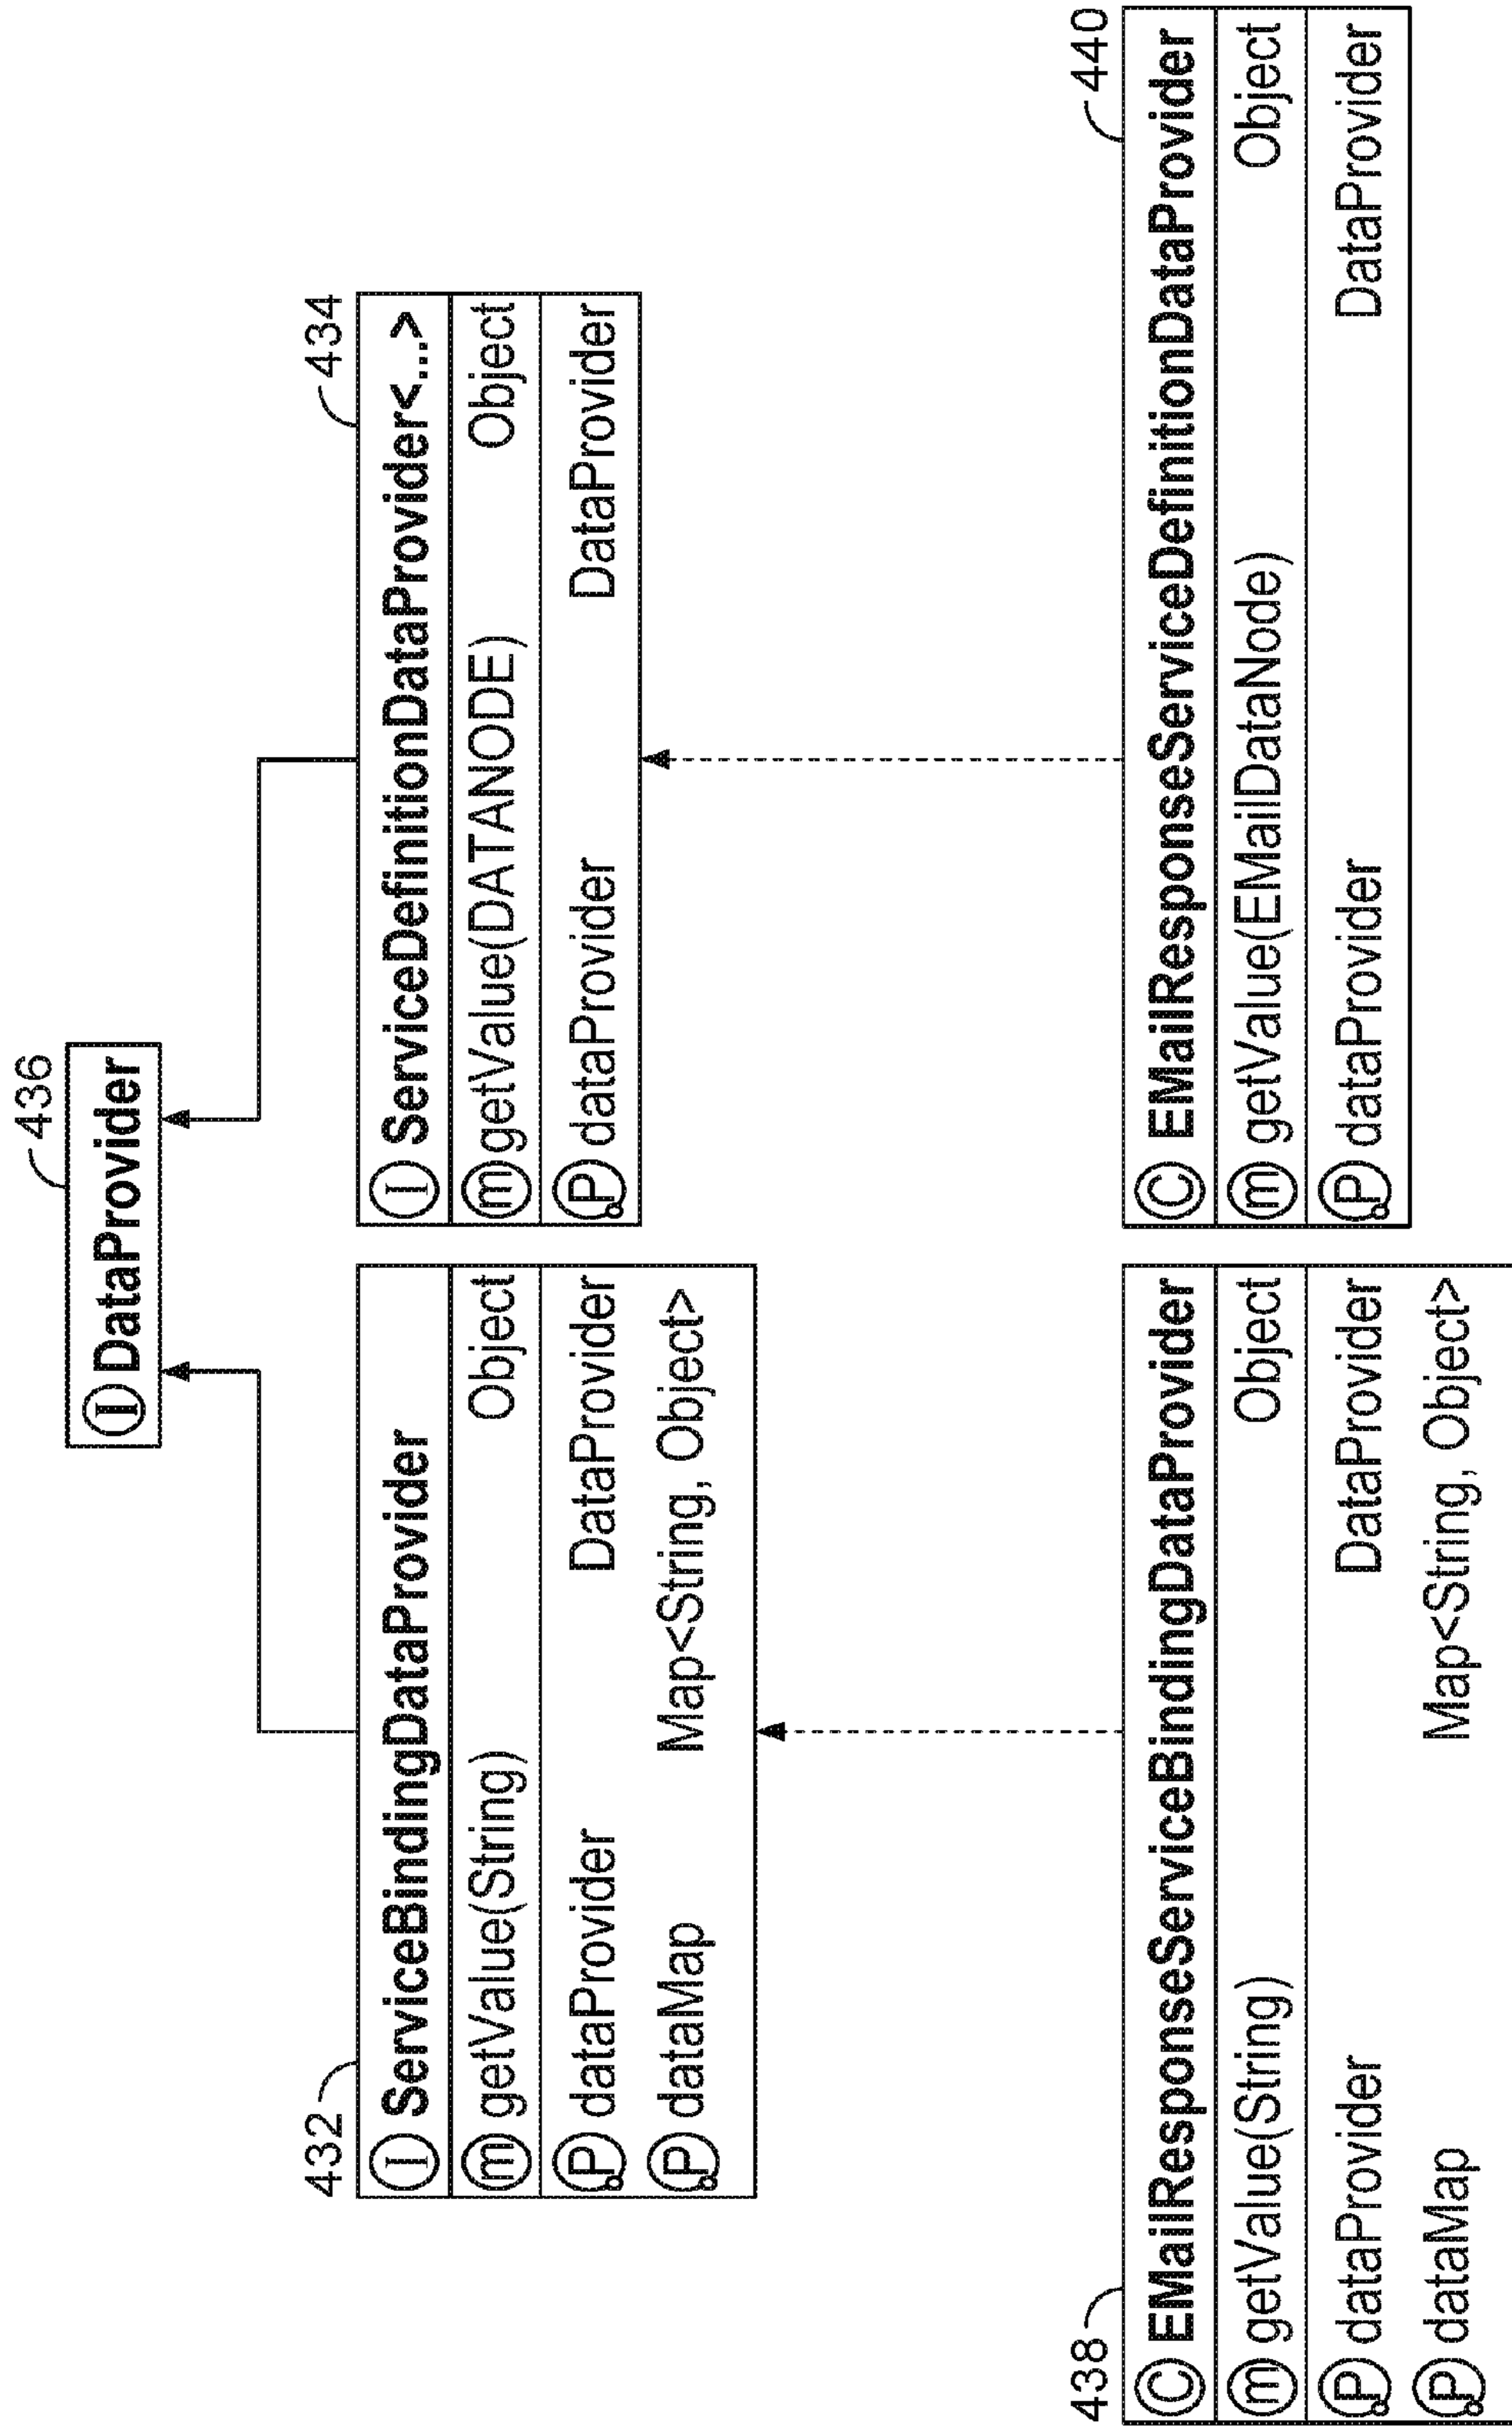 436
Ⓘ DataProvider
432
Ⓘ ServiceBindingDataProvider
ⓜ getValue(String) Object
Ⓟ dataProvider DataProvider
Ⓟ dataMap Map<String, Object>
434
Ⓘ ServiceDefinitionDataProvider<...>
ⓜ getValue(DATANODE) Object
Ⓟ dataProvider DataProvider
438
Ⓒ EMailResponseServiceBindingDataProvider
ⓜ getValue(String) Object
Ⓟ dataProvider DataProvider
Ⓟ dataMap Map<String, Object>
440
Ⓒ EMailResponseServiceDefinitionDataProvider
ⓜ getValue(EMailDataNode) Object
Ⓟ dataProvider DataProvider